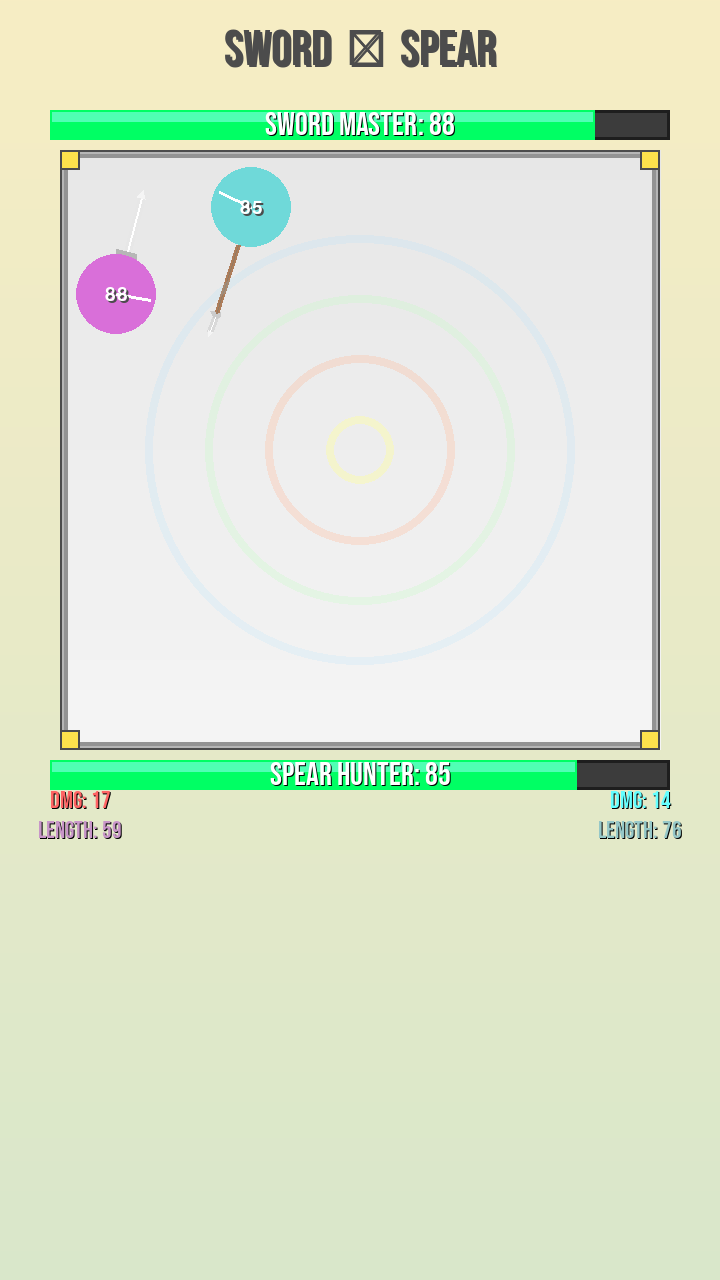 SWORD ⚔ SPEAR
SWORD MASTER: 88
85
88
SPEAR HUNTER: 85
DMG: 17
DMG: 14
LENGTH: 59
LENGTH: 76